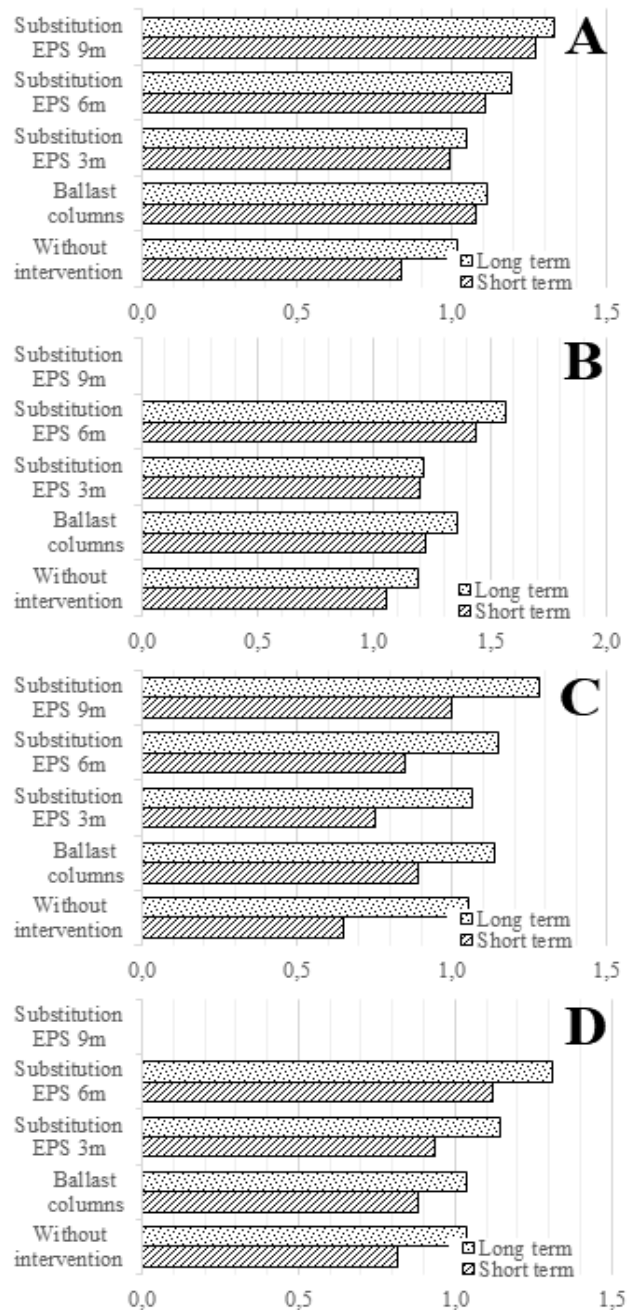 Substitution
EPS 9m
A
Substitution
EPS 6m
Substitution
EPS 3m
Ballast
columns
Without
intervention
Long term
Short term
0,0 0,5 1,0 1,5
Substitution
EPS 9m
B
Substitution
EPS 6m
Substitution
EPS 3m
Ballast
columns
Without
intervention
Long term
Short term
0,0 0,5 1,0 1,5 2,0
Substitution
EPS 9m
C
Substitution
EPS 6m
Substitution
EPS 3m
Ballast
columns
Without
intervention
Long term
Short term
0,0 0,5 1,0 1,5
Substitution
EPS 9m
D
Substitution
EPS 6m
Substitution
EPS 3m
Ballast
columns
Without
intervention
Long term
Short term
0,0 0,5 1,0 1,5